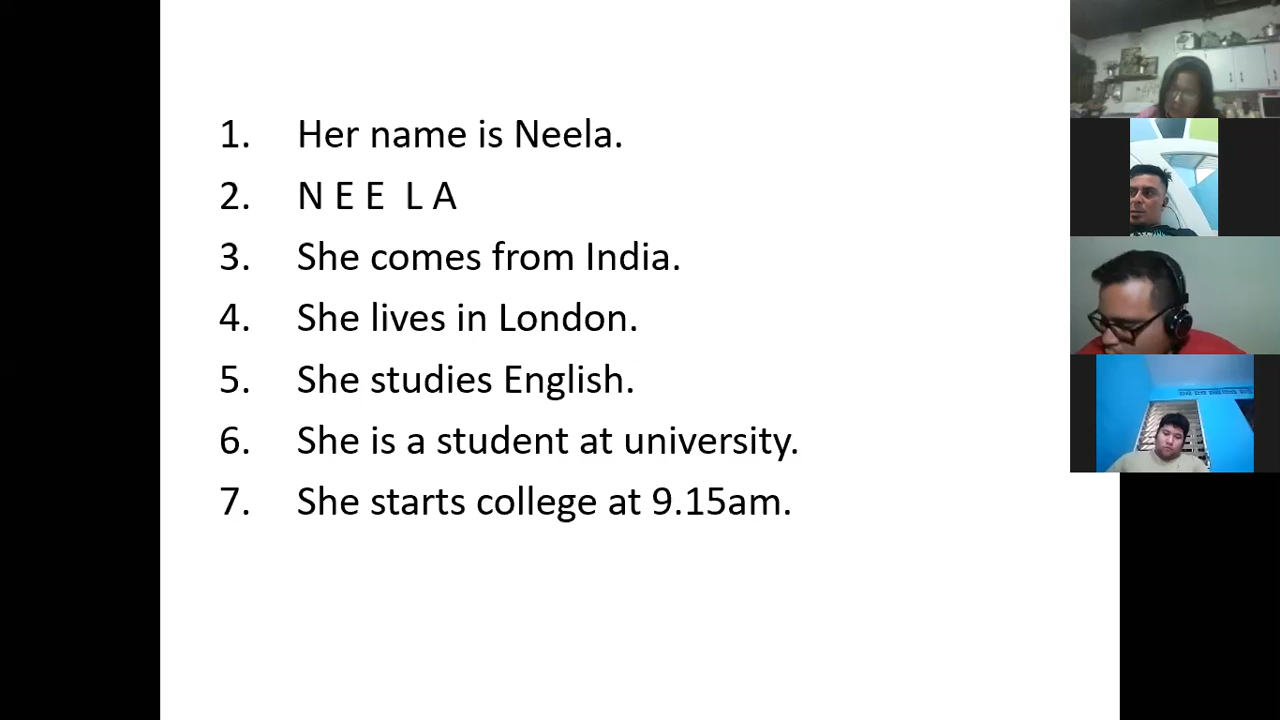 1. Her name is Neela.
2. N E E  L A
3. She comes from India.
4. She lives in London.
5. She studies English.
6. She is a student at university.
7. She starts college at 9.15am.